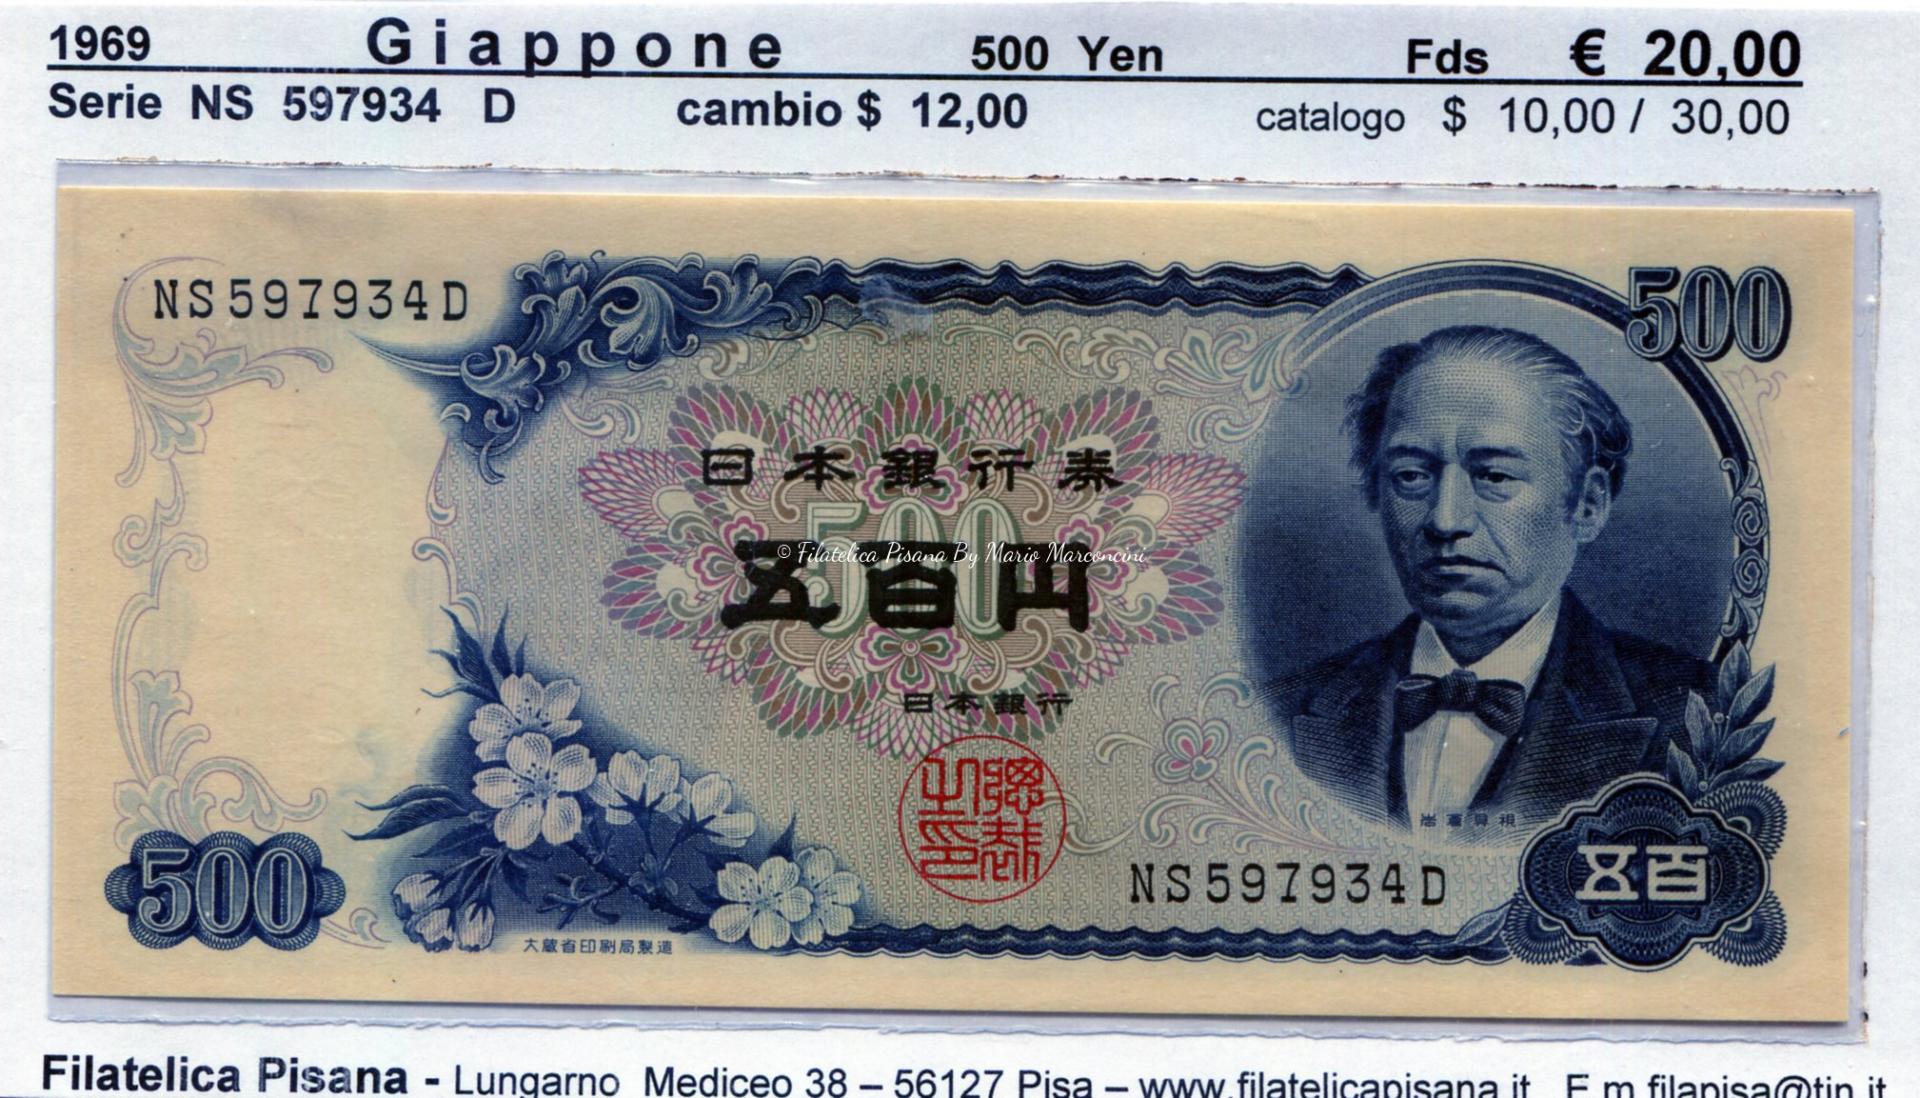 1969 Giappone 500 Yen Fds € 20,00
Serie NS 597934 D cambio $ 12,00 catalogo $ 10,00 / 30,00
NS597934D
500
日本銀行券
500
© Filatelica Pisana By Mario Marconcini
五百円
日本銀行
NS597934D
五百
500
大蔵省印刷局製造
Filatelica Pisana - Lungarno Mediceo 38 – 56127 Pisa – www.filatelicapisana.it E.m.filapisa@tin.it